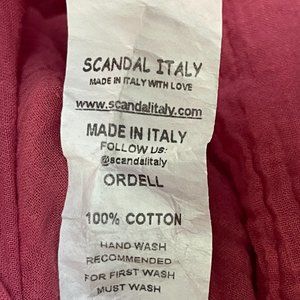 SCANDAL ITALY
MADE IN ITALY WITH LOVE
www.scandalitaly.com
MADE IN ITALY
FOLLOW US:
@scandalitaly
ORDELL
100% COTTON
HAND WASH
RECOMMENDED
FOR FIRST WASH
MUST WASH